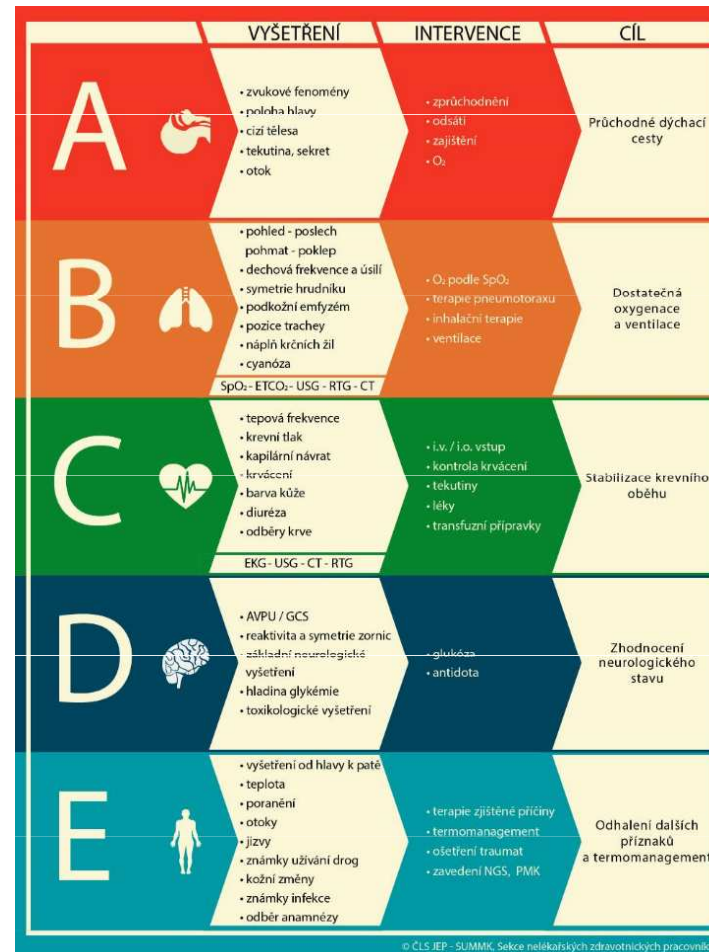 VYŠETŘENÍ
INTERVENCE
CÍL
A
• zvukové fenomény
• poloha hlavy
• cizí tělesa
• tekutina, sekret
• otok
• zprůchodnění
• odsátí
• zajištění
• O₂
Průchodné dýchací
cesty
B
• pohled - poslech
pohmat - poklep
• dechová frekvence a úsilí
• symetrie hrudníku
• podkožní emfyzém
• pozice trachey
• náplň krčních žil
• cyanóza
SpO₂ - ETCO₂ - USG - RTG - CT
• O₂ podle SpO₂
• terapie pneumotoraxu
• inhalační terapie
• ventilace
Dostatečná
oxygenace
a ventilace
C
• tepová frekvence
• krevní tlak
• kapilární návrat
• krvácení
• barva kůže
• diuréza
• odběry krve
EKG - USG - CT - RTG
• i.v. / i.o. vstup
• kontrola krvácení
• tekutiny
• léky
• transfuzní přípravky
Stabilizace krevního
oběhu
D
• AVPU / GCS
• reaktivita a symetrie zornic
• základní neurologické
vyšetření
• hladina glykémie
• toxikologické vyšetření
• glukóza
• antidota
Zhodnocení
neurologického
stavu
E
• vyšetření od hlavy k patě
• teplota
• poranění
• otoky
• jizvy
• známky užívání drog
• kožní změny
• známky infekce
• odběr anamnézy
• terapie zjištěné příčiny
• termomanagement
• ošetření traumat
• zavedení NGS, PMK
Odhalení dalších
příznaků
a termomanagement
© ČLS JEP - SUMMK, Sekce nelékařských zdravotnických pracovník